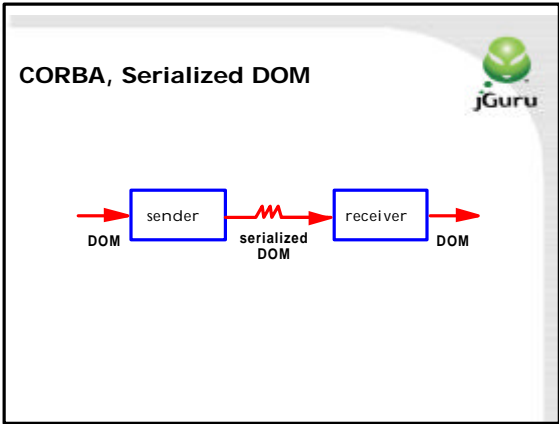 CORBA, Serialized DOM
jGuru
sender
receiver
DOM
serialized
DOM
DOM